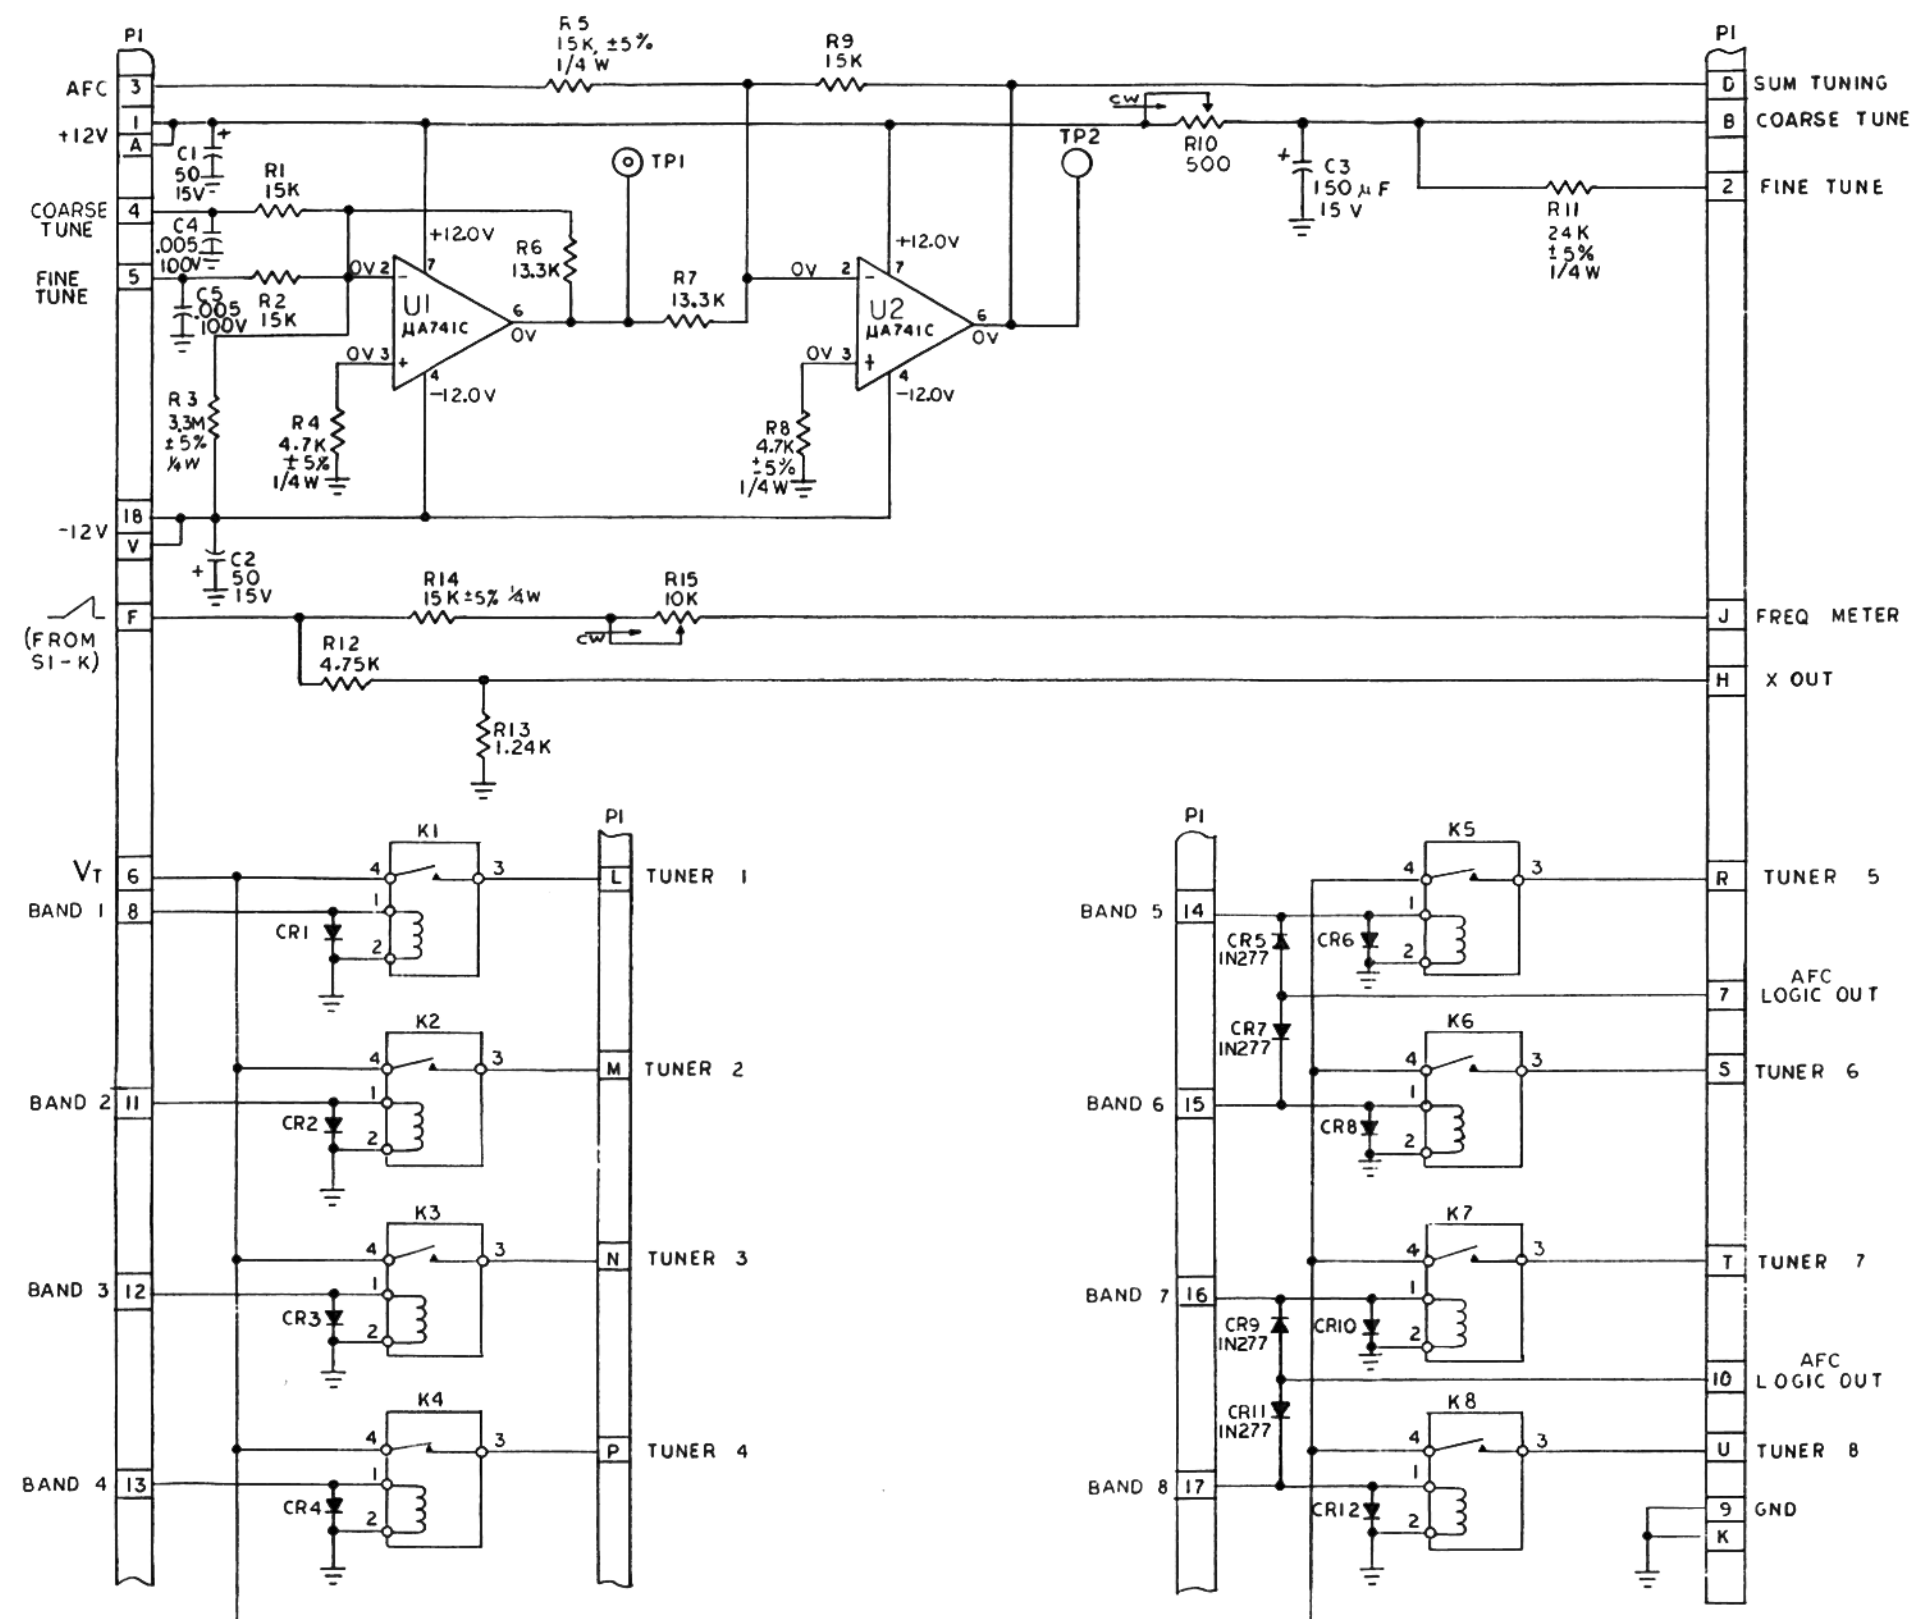 P1
AFC 3
1
+12V
A
C1
50
15V
+
R1
15K
COARSE
TUNE
4
C4
.005
100V
FINE
TUNE
5
C5
.005
100V
R2
15K
R3
3.3M
±5%
1/4W
R4
4.7K
±5%
1/4W
0V 2
−
+12.0V
7
U1
μA741C
0V 3
+
4
−12.0V
6
0V
R5
15K, ±5%
1/4 W
R6
13.3K
TP1
R7
13.3K
R9
15K
0V 2
−
+12.0V
7
U2
μA741C
0V 3
+
4
−12.0V
6
0V
R8
4.7K
±5%
1/4W
TP2
CW
R10
500
+
C3
150 μF
15 V
R11
24K
±5%
1/4W
P1
D SUM TUNING
B COARSE TUNE
2 FINE TUNE
18
−12V
V
C2
50
15V
+
F
(FROM
S1-K)
R14
15K ±5% 1/4W
CW
R15
10K
J FREQ METER
R12
4.75K
R13
1.24K
H X OUT
VT 6
BAND 1 8
CR1
K1
4
3
1
2
P1
L TUNER 1
BAND 2 11
CR2
K2
4
3
1
2
M TUNER 2
BAND 3 12
CR3
K3
4
3
1
2
N TUNER 3
BAND 4 13
CR4
K4
4
3
1
2
P TUNER 4
P1
BAND 5 14
CR5
1N277
CR6
K5
4
3
1
2
R TUNER 5
AFC
7 LOGIC OUT
CR7
1N277
BAND 6 15
CR8
K6
4
3
1
2
S TUNER 6
BAND 7 16
CR9
1N277
CR10
K7
4
3
1
2
T TUNER 7
AFC
10 LOGIC OUT
CR11
1N277
BAND 8 17
CR12
K8
4
3
1
2
U TUNER 8
9 GND
K